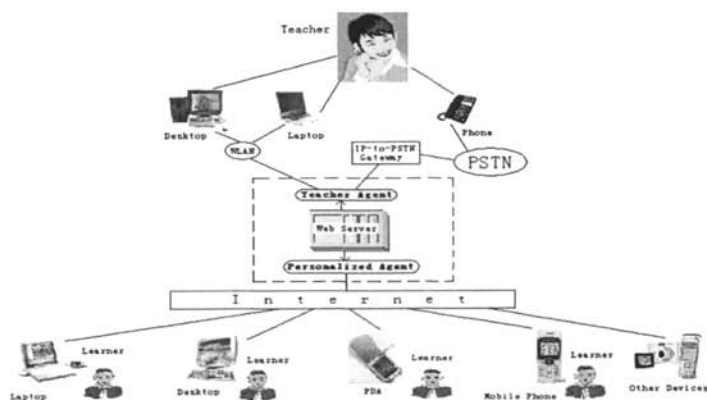 Teacher
Desktop
Laptop
Phone
WLAN
IP-to-PSTN
Gateway
PSTN
Teacher Agent
Web Server
Personalized Agent
Internet
Learner
Learner
Learner
Learner
Laptop
Desktop
PDA
Mobile Phone
Other Devices